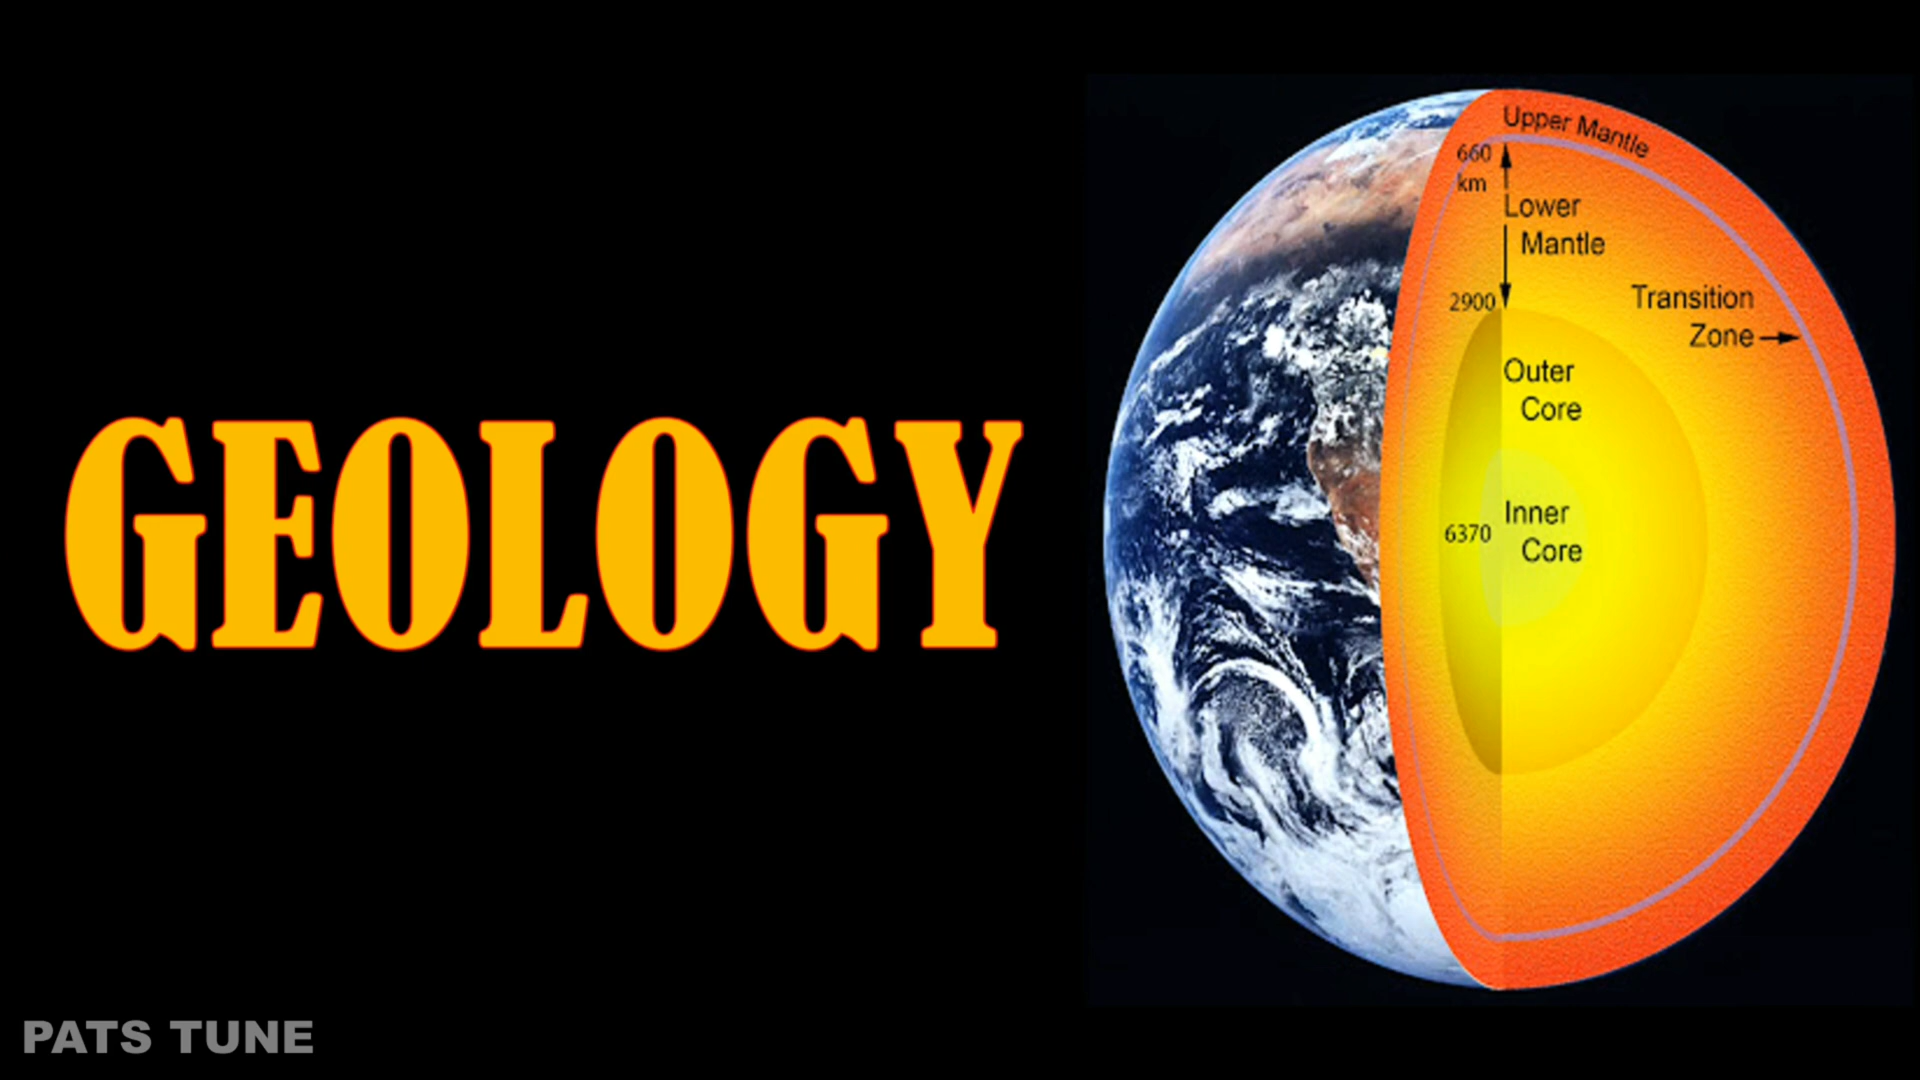 GEOLOGY
Upper Mantle
660
km
Lower
Mantle
2900
Transition
Zone
Outer
Core
Inner
6370
Core
PATS TUNE